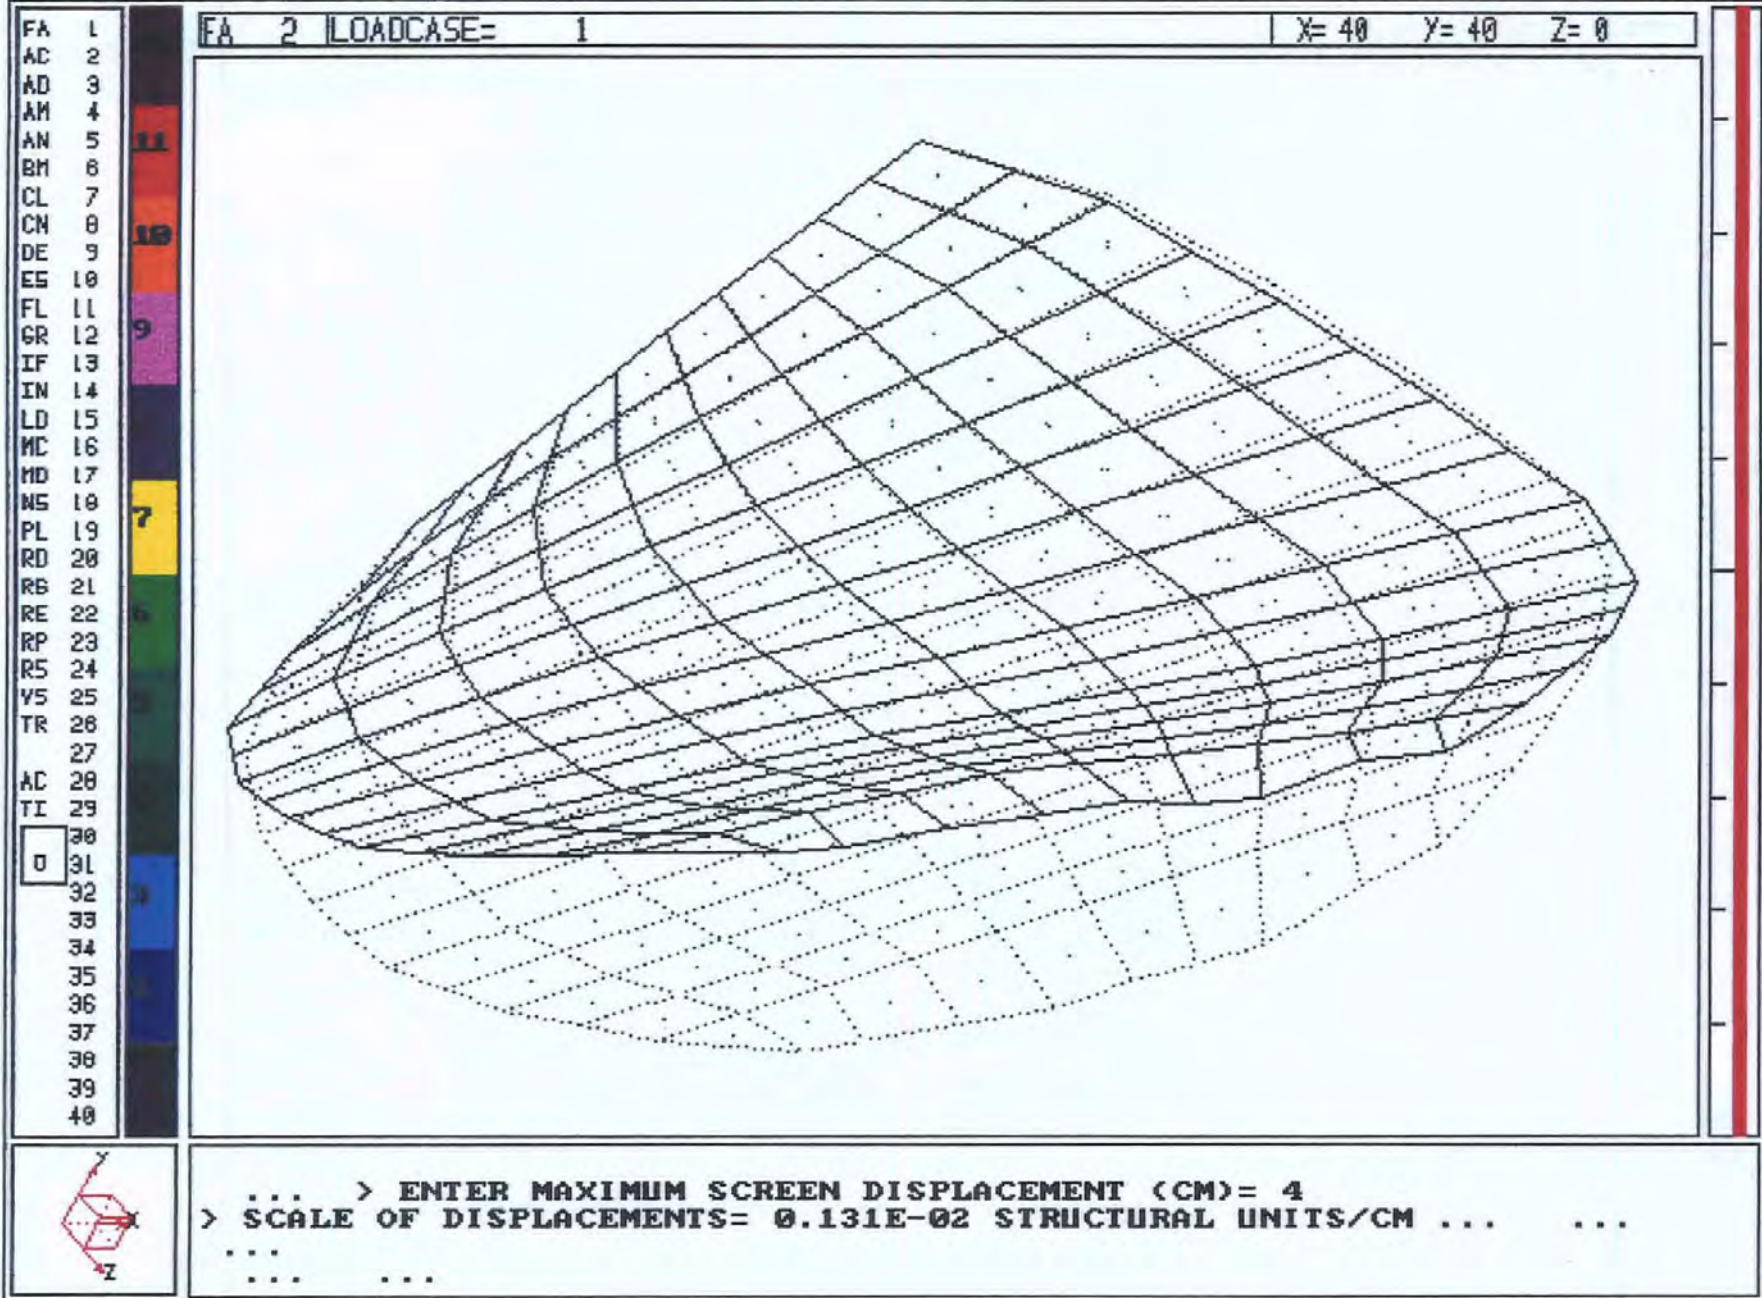 FA 2 LOADCASE= 1 X= 40 Y= 40 Z= 0
FA 1
AC 2
AD 3
AM 4
AN 5
BM 6
CL 7
CN 8
DE 9
ES 10
FL 11
GR 12
IF 13
IN 14
LD 15
MC 16
MD 17
NS 18
PL 19
RD 20
RG 21
RE 22
RP 23
RS 24
YS 25
TR 26
27
AC 28
TI 29
30
U 31
32
33
34
35
36
37
38
39
40
11
10
9
7
6
3
Y
X
Z
... > ENTER MAXIMUM SCREEN DISPLACEMENT (CM)= 4
> SCALE OF DISPLACEMENTS= 0.131E-02 STRUCTURAL UNITS/CM ... ...
...
... ...